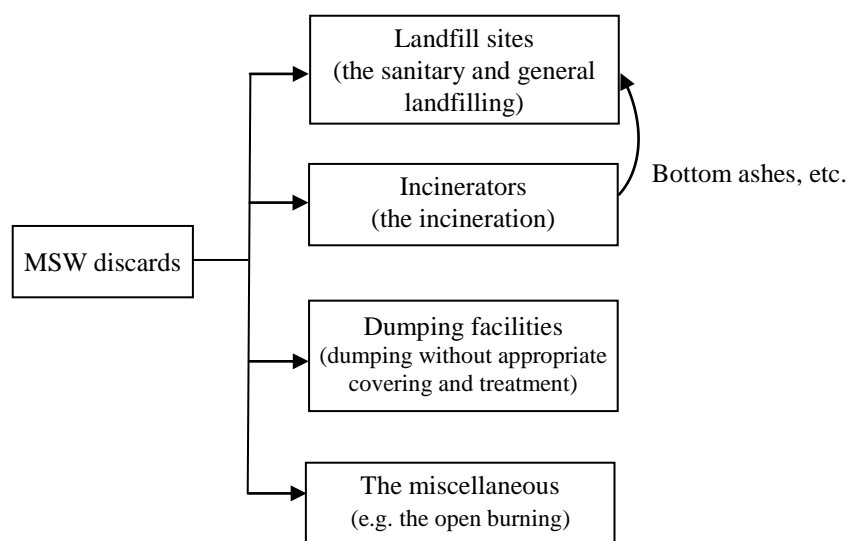 Landfill sites
(the sanitary and general
landfilling)
Bottom ashes, etc.
Incinerators
(the incineration)
MSW discards
Dumping facilities
(dumping without appropriate
covering and treatment)
The miscellaneous
(e.g. the open burning)